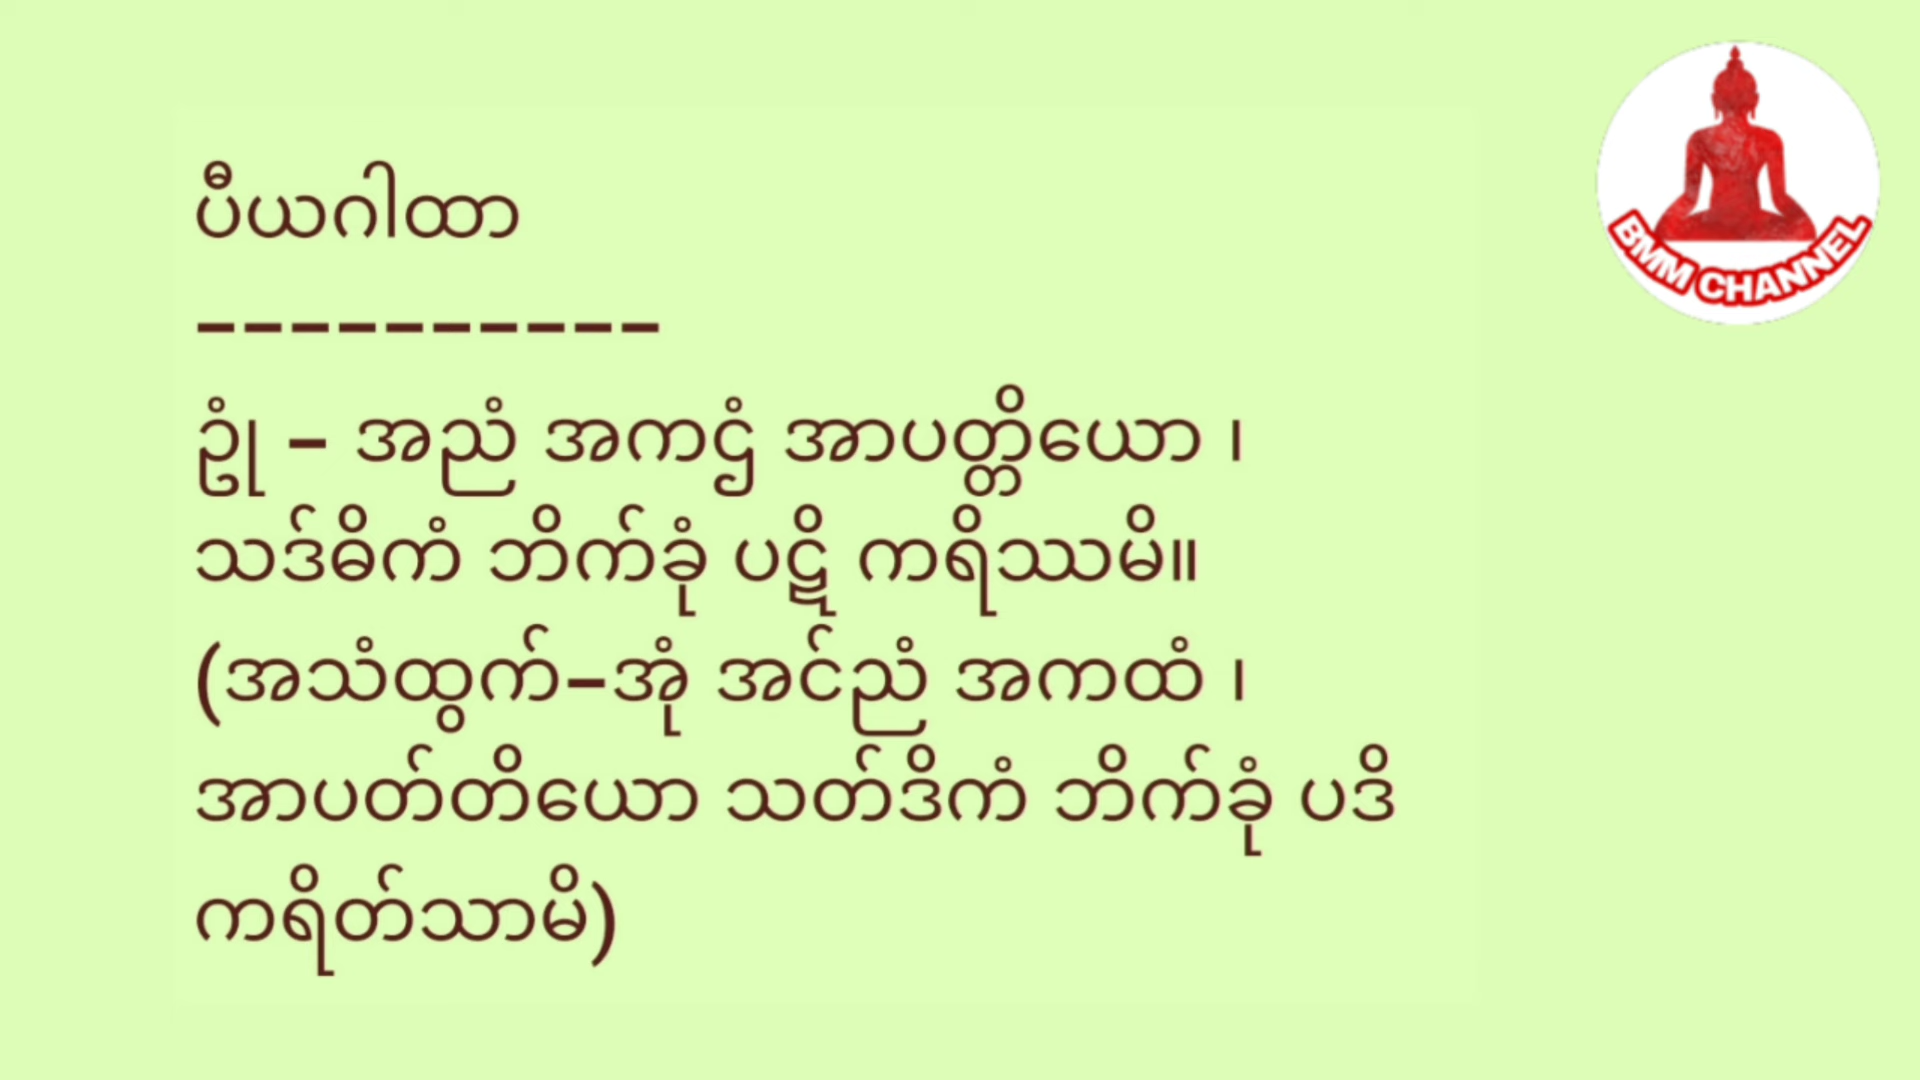 ပီယဂါထာ
----------
ဥုံ - အညံ အကဌံ အာပတ္တိယော ၊
သဒ်ဓိကံ ဘိက်ခုံ ပဋိ ကရိဿမိ။
(အသံထွက်-အုံ အင်ညံ အကထံ ၊
အာပတ်တိယော သတ်ဒိကံ ဘိက်ခုံ ပဒိ
ကရိတ်သာမိ)
BMM CHANNEL